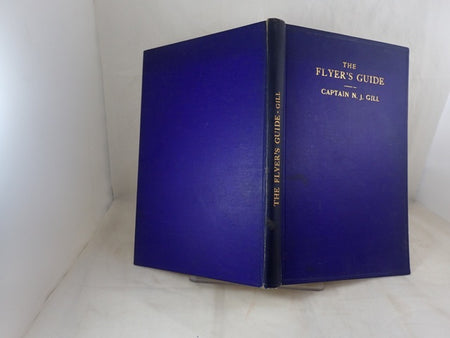 THE FLYER'S GUIDE - GILL
THE
FLYER'S GUIDE
CAPTAIN N. J. GILL